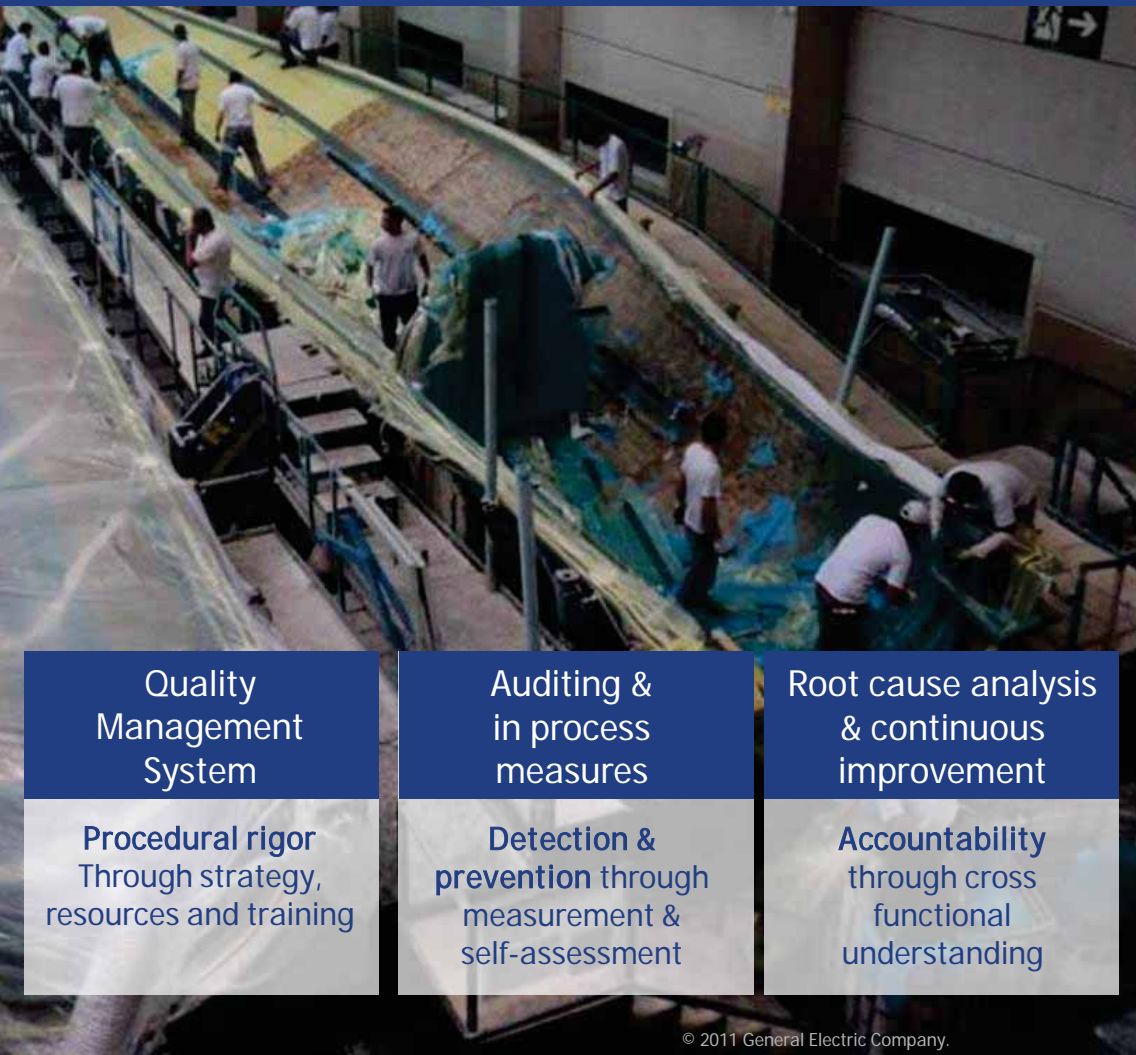 Quality
Management
System
Procedural rigor
Through strategy,
resources and training
Auditing &
in process
measures
Detection &
prevention through
measurement &
self-assessment
Root cause analysis
& continuous
improvement
Accountability
through cross
functional
understanding
© 2011 General Electric Company.